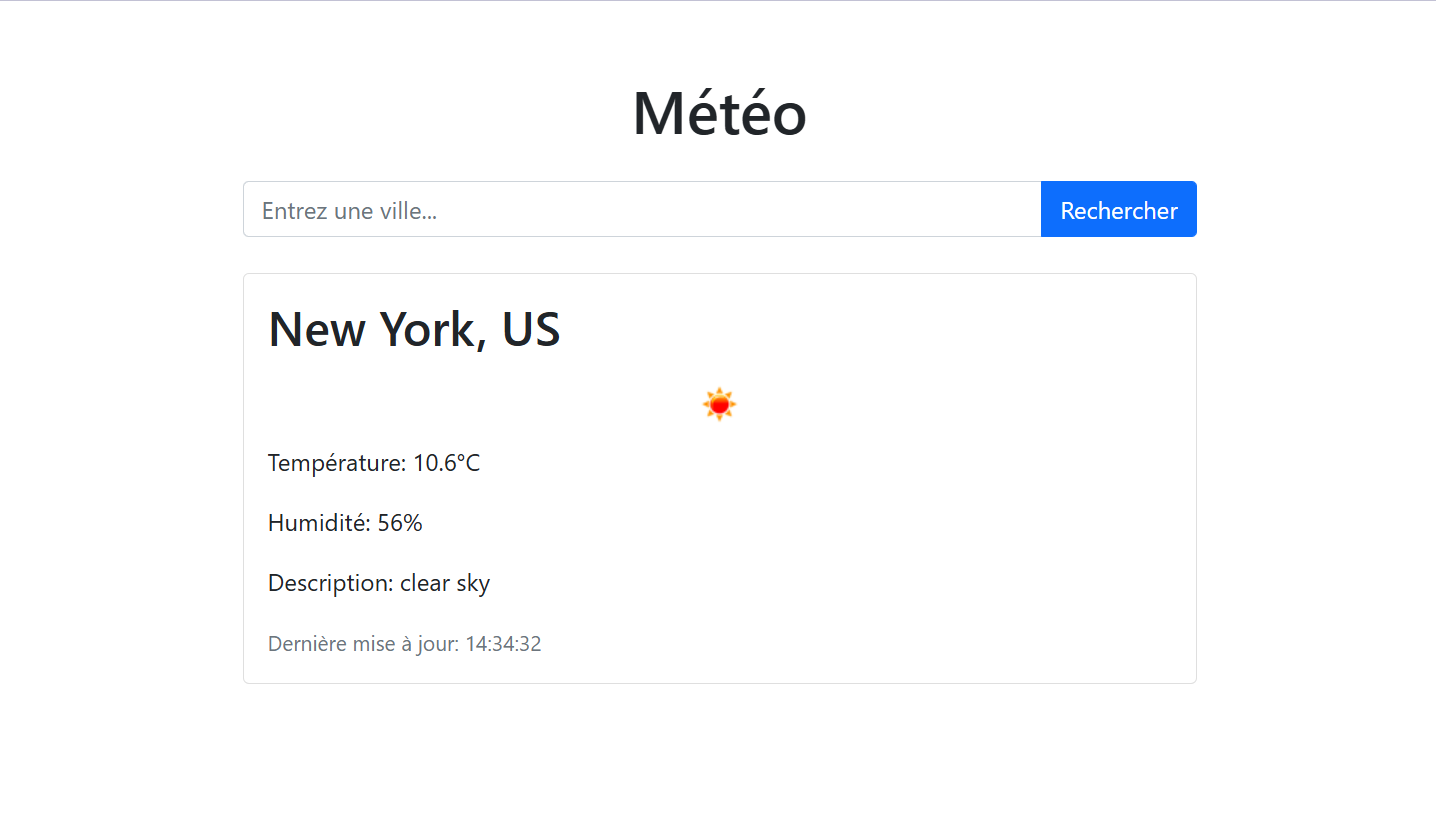 Météo
Entrez une ville...
Rechercher
New York, US
Température: 10.6°C
Humidité: 56%
Description: clear sky
Dernière mise à jour: 14:34:32